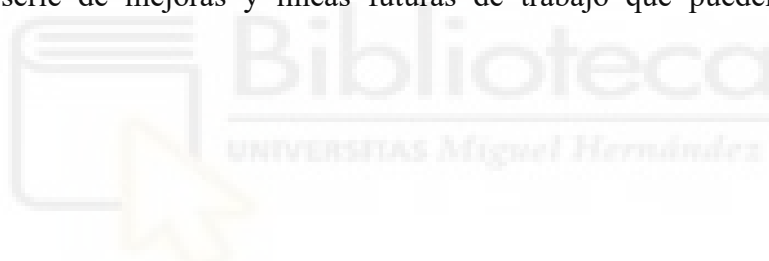 serie de mejoras y líneas futuras de trabajo que pueden
Biblioteca
UNIVERSITAS Miguel Hernández